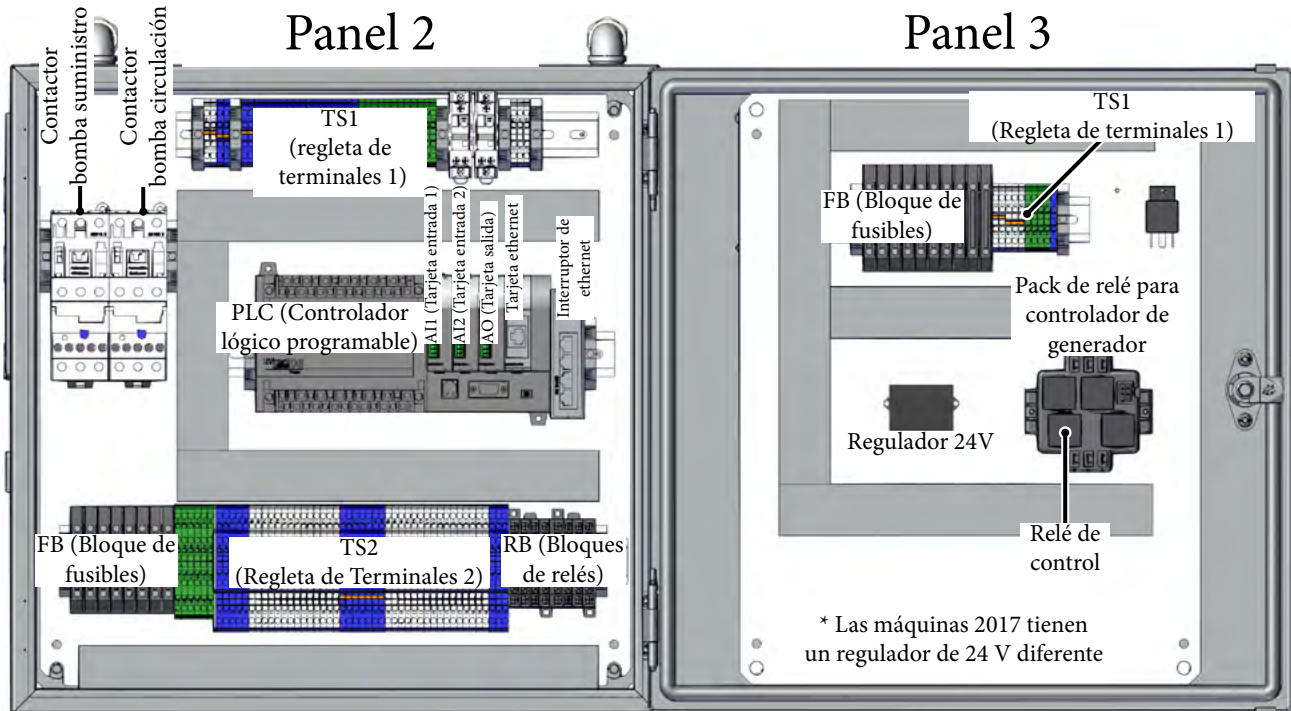 Panel 2
Panel 3
Contactor
bomba suministro
Contactor
bomba circulación
TS1
(regleta de
terminales 1)
PLC (Controlador
lógico programable)
AI1 (Tarjeta entrada 1)
AI2 (Tarjeta entrada 2)
AO (Tarjeta salida)
Tarjeta ethernet
Interruptor de
ethernet
FB (Bloque de
fusibles)
TS2
(Regleta de Terminales 2)
RB (Bloques
de relés)
TS1
(Regleta de terminales 1)
FB (Bloque de
fusibles)
Pack de relé para
controlador de
generador
Regulador 24V
Relé de
control
* Las máquinas 2017 tienen
un regulador de 24 V diferente